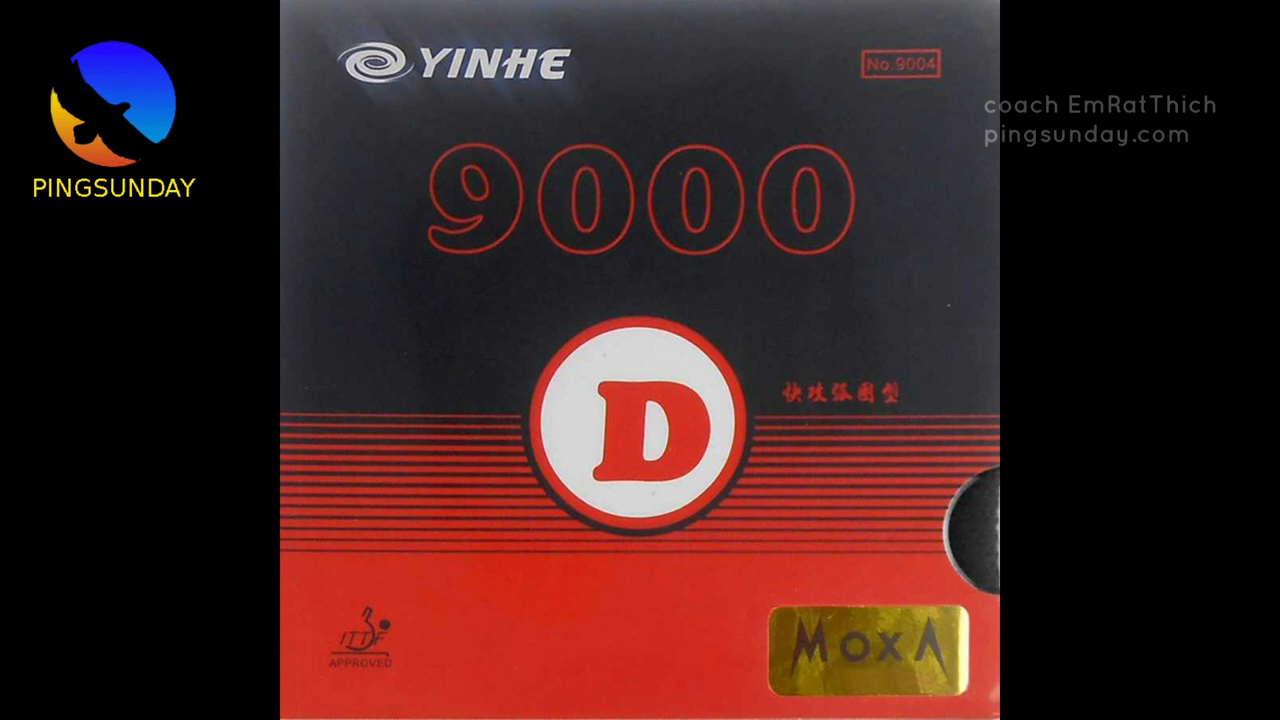 YINHE
No.9004
coach EmRatThich
pingsunday.com
PINGSUNDAY
9000
D
快攻弧圈型
ITTF
APPROVED
MOXA